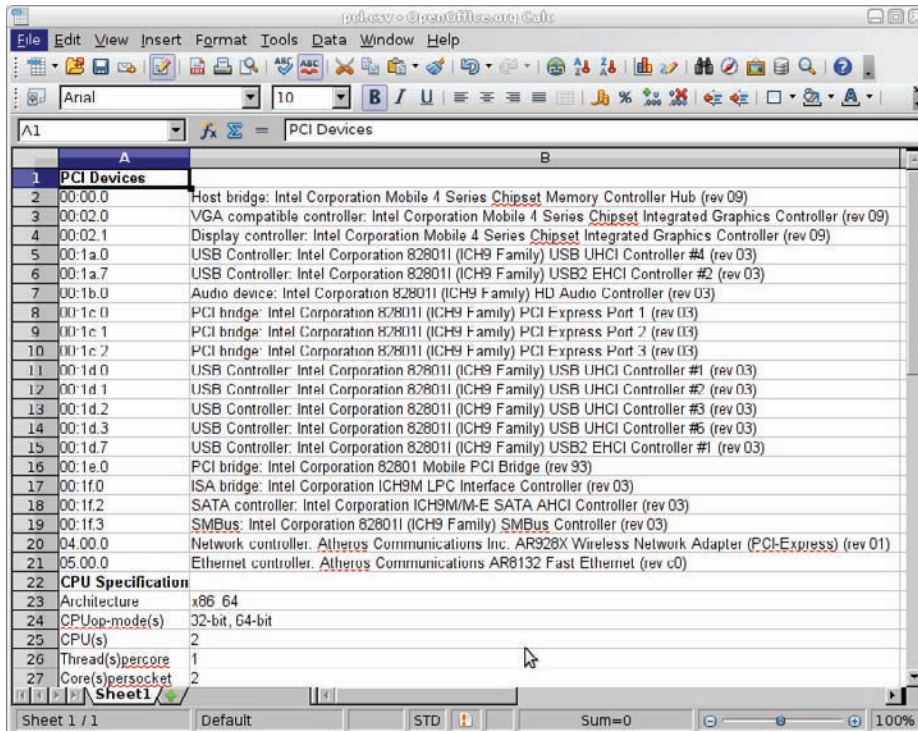 pci.csv - OpenOffice.org Calc
File Edit View Insert Format Tools Data Window Help
Arial 10
A1 PCI Devices
A B
1 PCI Devices
2 00:00.0 Host bridge: Intel Corporation Mobile 4 Series Chipset Memory Controller Hub (rev 09)
3 00:02.0 VGA compatible controller: Intel Corporation Mobile 4 Series Chipset Integrated Graphics Controller (rev 09)
4 00:02.1 Display controller: Intel Corporation Mobile 4 Series Chipset Integrated Graphics Controller (rev 09)
5 00:1a.0 USB Controller: Intel Corporation 82801I (ICH9 Family) USB UHCI Controller #4 (rev 03)
6 00:1a.7 USB Controller: Intel Corporation 82801I (ICH9 Family) USB2 EHCI Controller #2 (rev 03)
7 00:1b.0 Audio device: Intel Corporation 82801I (ICH9 Family) HD Audio Controller (rev 03)
8 00:1c.0 PCI bridge: Intel Corporation 82801I (ICH9 Family) PCI Express Port 1 (rev 03)
9 00:1c.1 PCI bridge: Intel Corporation 82801I (ICH9 Family) PCI Express Port 2 (rev 03)
10 00:1c.2 PCI bridge: Intel Corporation 82801I (ICH9 Family) PCI Express Port 3 (rev 03)
11 00:1d.0 USB Controller: Intel Corporation 82801I (ICH9 Family) USB UHCI Controller #1 (rev 03)
12 00:1d.1 USB Controller: Intel Corporation 82801I (ICH9 Family) USB UHCI Controller #2 (rev 03)
13 00:1d.2 USB Controller: Intel Corporation 82801I (ICH9 Family) USB UHCI Controller #3 (rev 03)
14 00:1d.3 USB Controller: Intel Corporation 82801I (ICH9 Family) USB UHCI Controller #6 (rev 03)
15 00:1d.7 USB Controller: Intel Corporation 82801I (ICH9 Family) USB2 EHCI Controller #1 (rev 03)
16 00:1e.0 PCI bridge: Intel Corporation 82801 Mobile PCI Bridge (rev 93)
17 00:1f.0 ISA bridge: Intel Corporation ICH9M LPC Interface Controller (rev 03)
18 00:1f.2 SATA controller: Intel Corporation ICH9M/M-E SATA AHCI Controller (rev 03)
19 00:1f.3 SMBus: Intel Corporation 82801I (ICH9 Family) SMBus Controller (rev 03)
20 04:00.0 Network controller: Atheros Communications Inc. AR928X Wireless Network Adapter (PCI-Express) (rev 01)
21 05:00.0 Ethernet controller: Atheros Communications AR8132 Fast Ethernet (rev c0)
22 CPU Specification
23 Architecture x86_64
24 CPUop-mode(s) 32-bit, 64-bit
25 CPU(s) 2
26 Thread(s)percore 1
27 Core(s)persocket 2
Sheet1
Sheet 1 / 1 Default STD Sum=0 100%